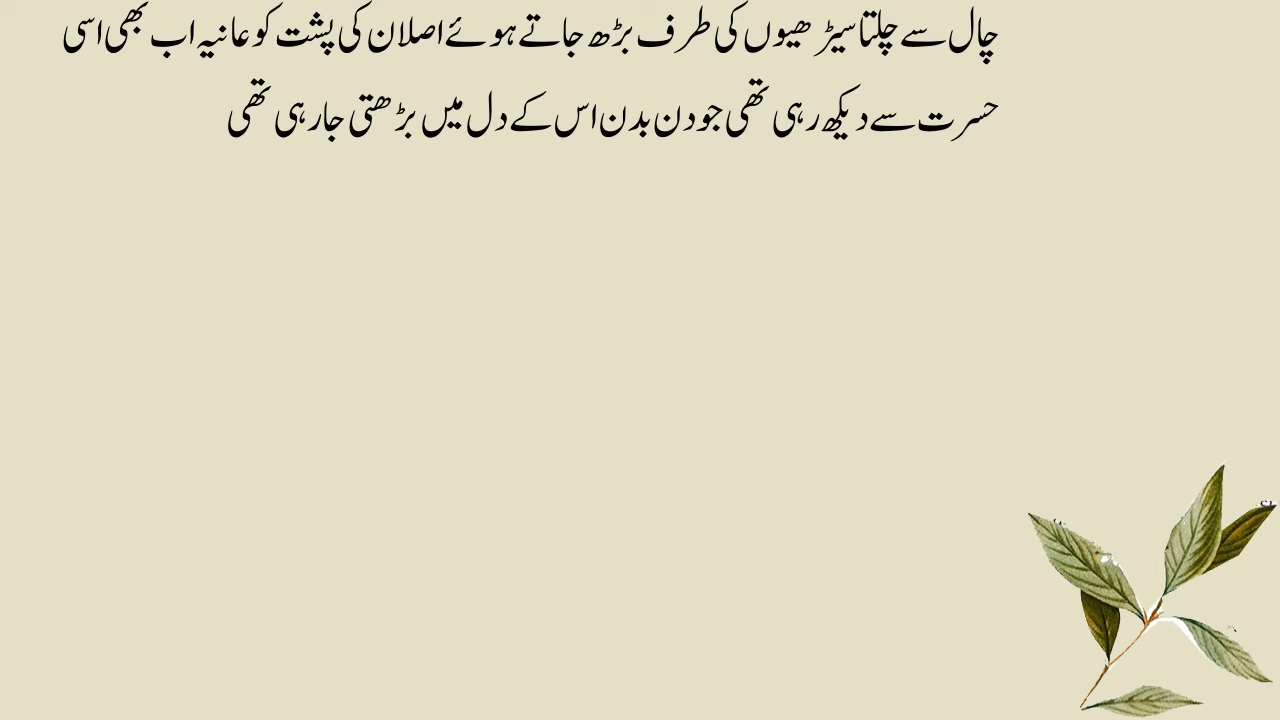 چال سے چلتا سیڑھیوں کی طرف بڑھ جاتے ہوئے اصلان کی پشت کو عانیہ اب بھی اسی
حسرت سے دیکھ رہی تھی جو دن بدن اس کے دل میں بڑھتی جا رہی تھی